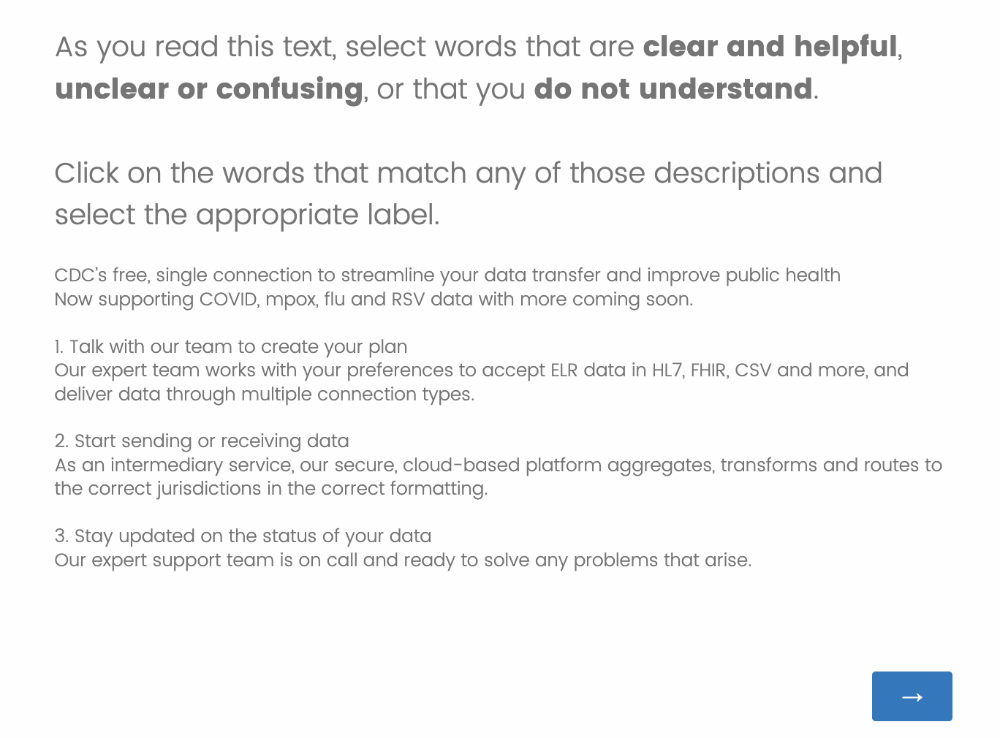 As you read this text, select words that are clear and helpful,
unclear or confusing, or that you do not understand.
Click on the words that match any of those descriptions and
select the appropriate label.
CDC’s free, single connection to streamline your data transfer and improve public health
Now supporting COVID, mpox, flu and RSV data with more coming soon.
1. Talk with our team to create your plan
Our expert team works with your preferences to accept ELR data in HL7, FHIR, CSV and more, and
deliver data through multiple connection types.
2. Start sending or receiving data
As an intermediary service, our secure, cloud-based platform aggregates, transforms and routes to
the correct jurisdictions in the correct formatting.
3. Stay updated on the status of your data
Our expert support team is on call and ready to solve any problems that arise.
→